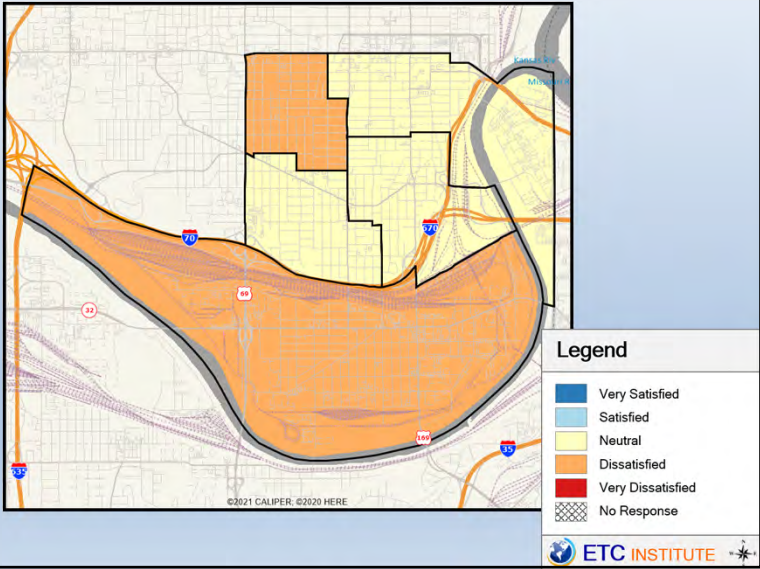 Kansas
Missouri R
70
670
69
32
169
35
635
©2021 CALIPER; ©2020 HERE
Legend
Very Satisfied
Satisfied
Neutral
Dissatisfied
Very Dissatisfied
No Response
ETC INSTITUTE
N
W
E
S